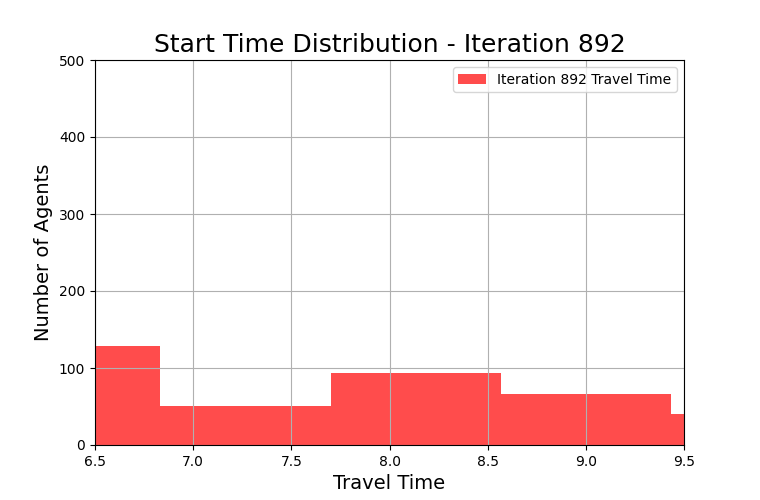 Start Time Distribution - Iteration 892
Number of Agents
500
400
300
200
100
0
Iteration 892 Travel Time
6.5 7.0 7.5 8.0 8.5 9.0 9.5
Travel Time